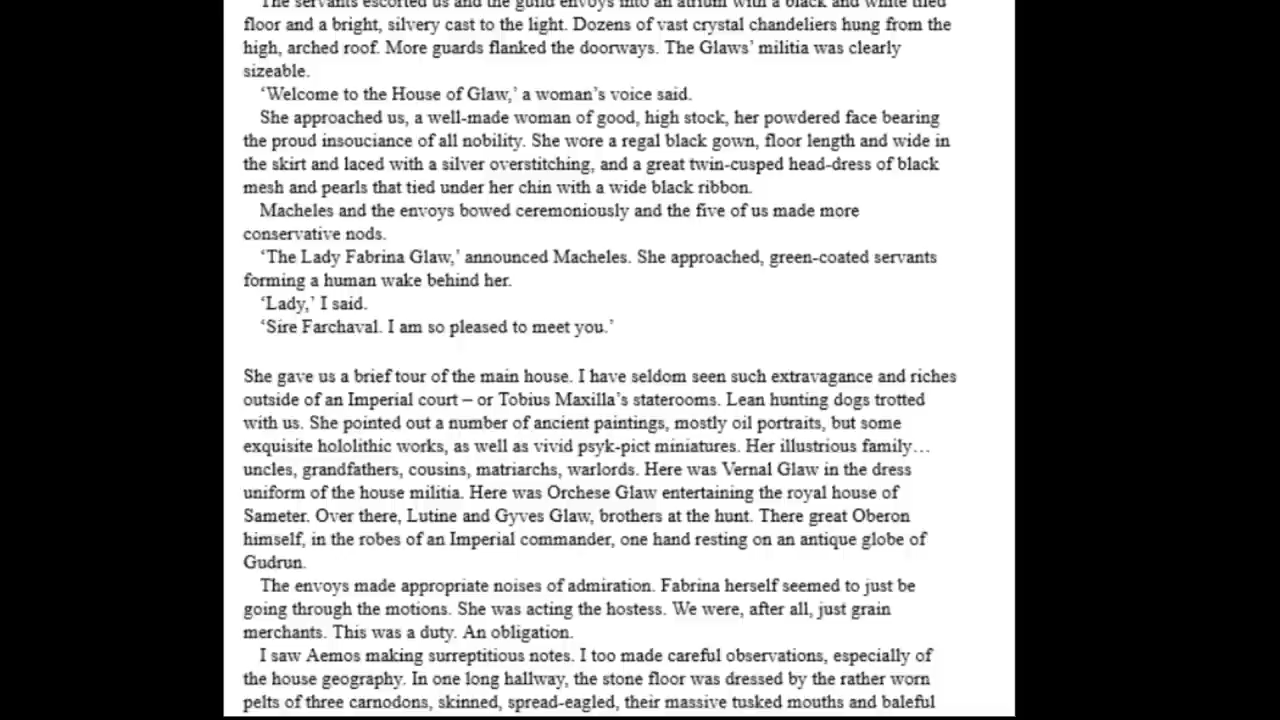 The servants escorted us and the guild envoys into an atrium with a black and white tiled
floor and a bright, silvery cast to the light. Dozens of vast crystal chandeliers hung from the
high, arched roof. More guards flanked the doorways. The Glaws’ militia was clearly
sizeable.
‘Welcome to the House of Glaw,’ a woman’s voice said.
She approached us, a well-made woman of good, high stock, her powdered face bearing
the proud insouciance of all nobility. She wore a regal black gown, floor length and wide in
the skirt and laced with a silver overstitching, and a great twin-cusped head-dress of black
mesh and pearls that tied under her chin with a wide black ribbon.
Macheles and the envoys bowed ceremoniously and the five of us made more
conservative nods.
‘The Lady Fabrina Glaw,’ announced Macheles. She approached, green-coated servants
forming a human wake behind her.
‘Lady,’ I said.
‘Sire Farchaval. I am so pleased to meet you.’
She gave us a brief tour of the main house. I have seldom seen such extravagance and riches
outside of an Imperial court – or Tobius Maxilla’s staterooms. Lean hunting dogs trotted
with us. She pointed out a number of ancient paintings, mostly oil portraits, but some
exquisite hololithic works, as well as vivid psyk-pict miniatures. Her illustrious family…
uncles, grandfathers, cousins, matriarchs, warlords. Here was Vernal Glaw in the dress
uniform of the house militia. Here was Orchese Glaw entertaining the royal house of
Sameter. Over there, Lutine and Gyves Glaw, brothers at the hunt. There great Oberon
himself, in the robes of an Imperial commander, one hand resting on an antique globe of
Gudrun.
The envoys made appropriate noises of admiration. Fabrina herself seemed to just be
going through the motions. She was acting the hostess. We were, after all, just grain
merchants. This was a duty. An obligation.
I saw Aemos making surreptitious notes. I too made careful observations, especially of
the house geography. In one long hallway, the stone floor was dressed by the rather worn
pelts of three carnodons, skinned, spread-eagled, their massive tusked mouths and baleful